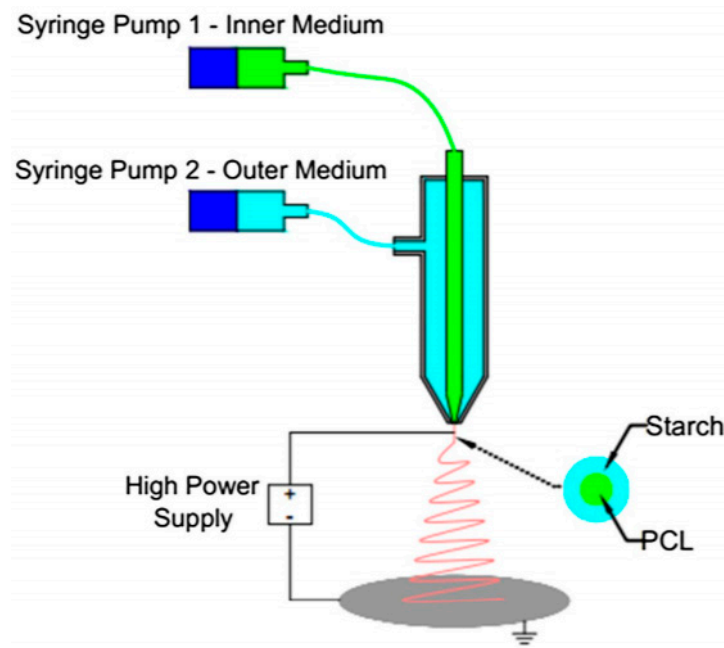 Syringe Pump 1 - Inner Medium
Syringe Pump 2 - Outer Medium
Starch
High Power
Supply
+
-
PCL